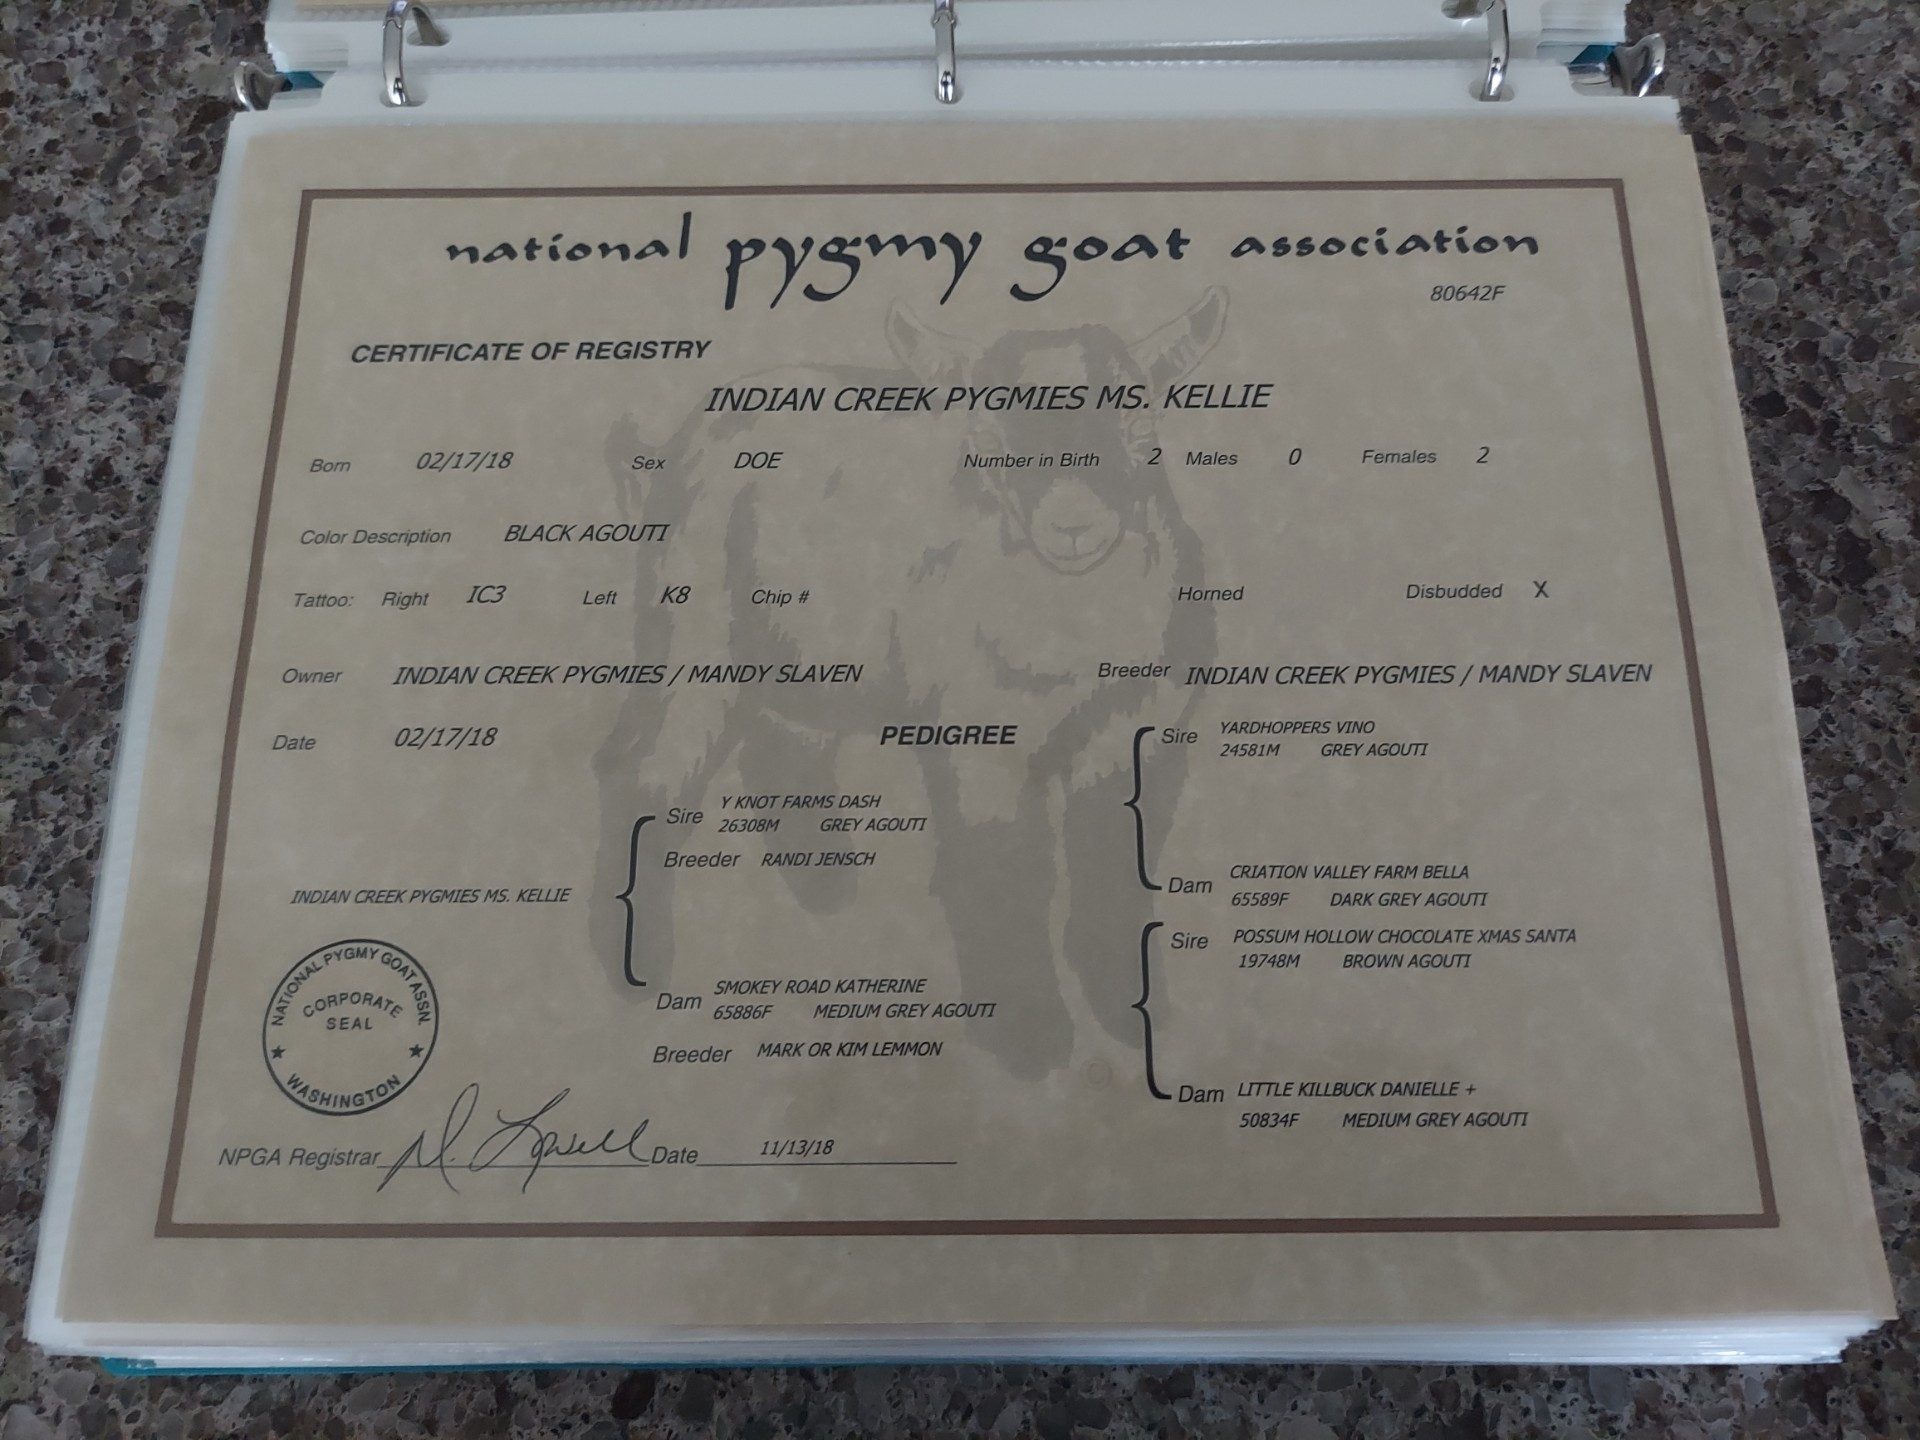 national pygmy goat association
80642F
CERTIFICATE OF REGISTRY
INDIAN CREEK PYGMIES MS. KELLIE
Born 02/17/18 Sex DOE Number in Birth 2 Males 0 Females 2
Color Description BLACK AGOUTI
Tattoo: Right IC3 Left K8 Chip # Horned Disbudded X
Owner INDIAN CREEK PYGMIES / MANDY SLAVEN Breeder INDIAN CREEK PYGMIES / MANDY SLAVEN
Date 02/17/18 PEDIGREE
Sire YARDHOPPERS VINO
24581M GREY AGOUTI
Sire Y KNOT FARMS DASH
26308M GREY AGOUTI
Breeder RANDI JENSCH
Dam CRIATION VALLEY FARM BELLA
65589F DARK GREY AGOUTI
INDIAN CREEK PYGMIES MS. KELLIE
Sire POSSUM HOLLOW CHOCOLATE XMAS SANTA
19748M BROWN AGOUTI
Dam SMOKEY ROAD KATHERINE
65886F MEDIUM GREY AGOUTI
Breeder MARK OR KIM LEMMON
Dam LITTLE KILLBUCK DANIELLE +
50834F MEDIUM GREY AGOUTI
NATIONAL PYGMY GOAT ASSN.
CORPORATE
SEAL
WASHINGTON
NPGA Registrar D. Lowell Date 11/13/18